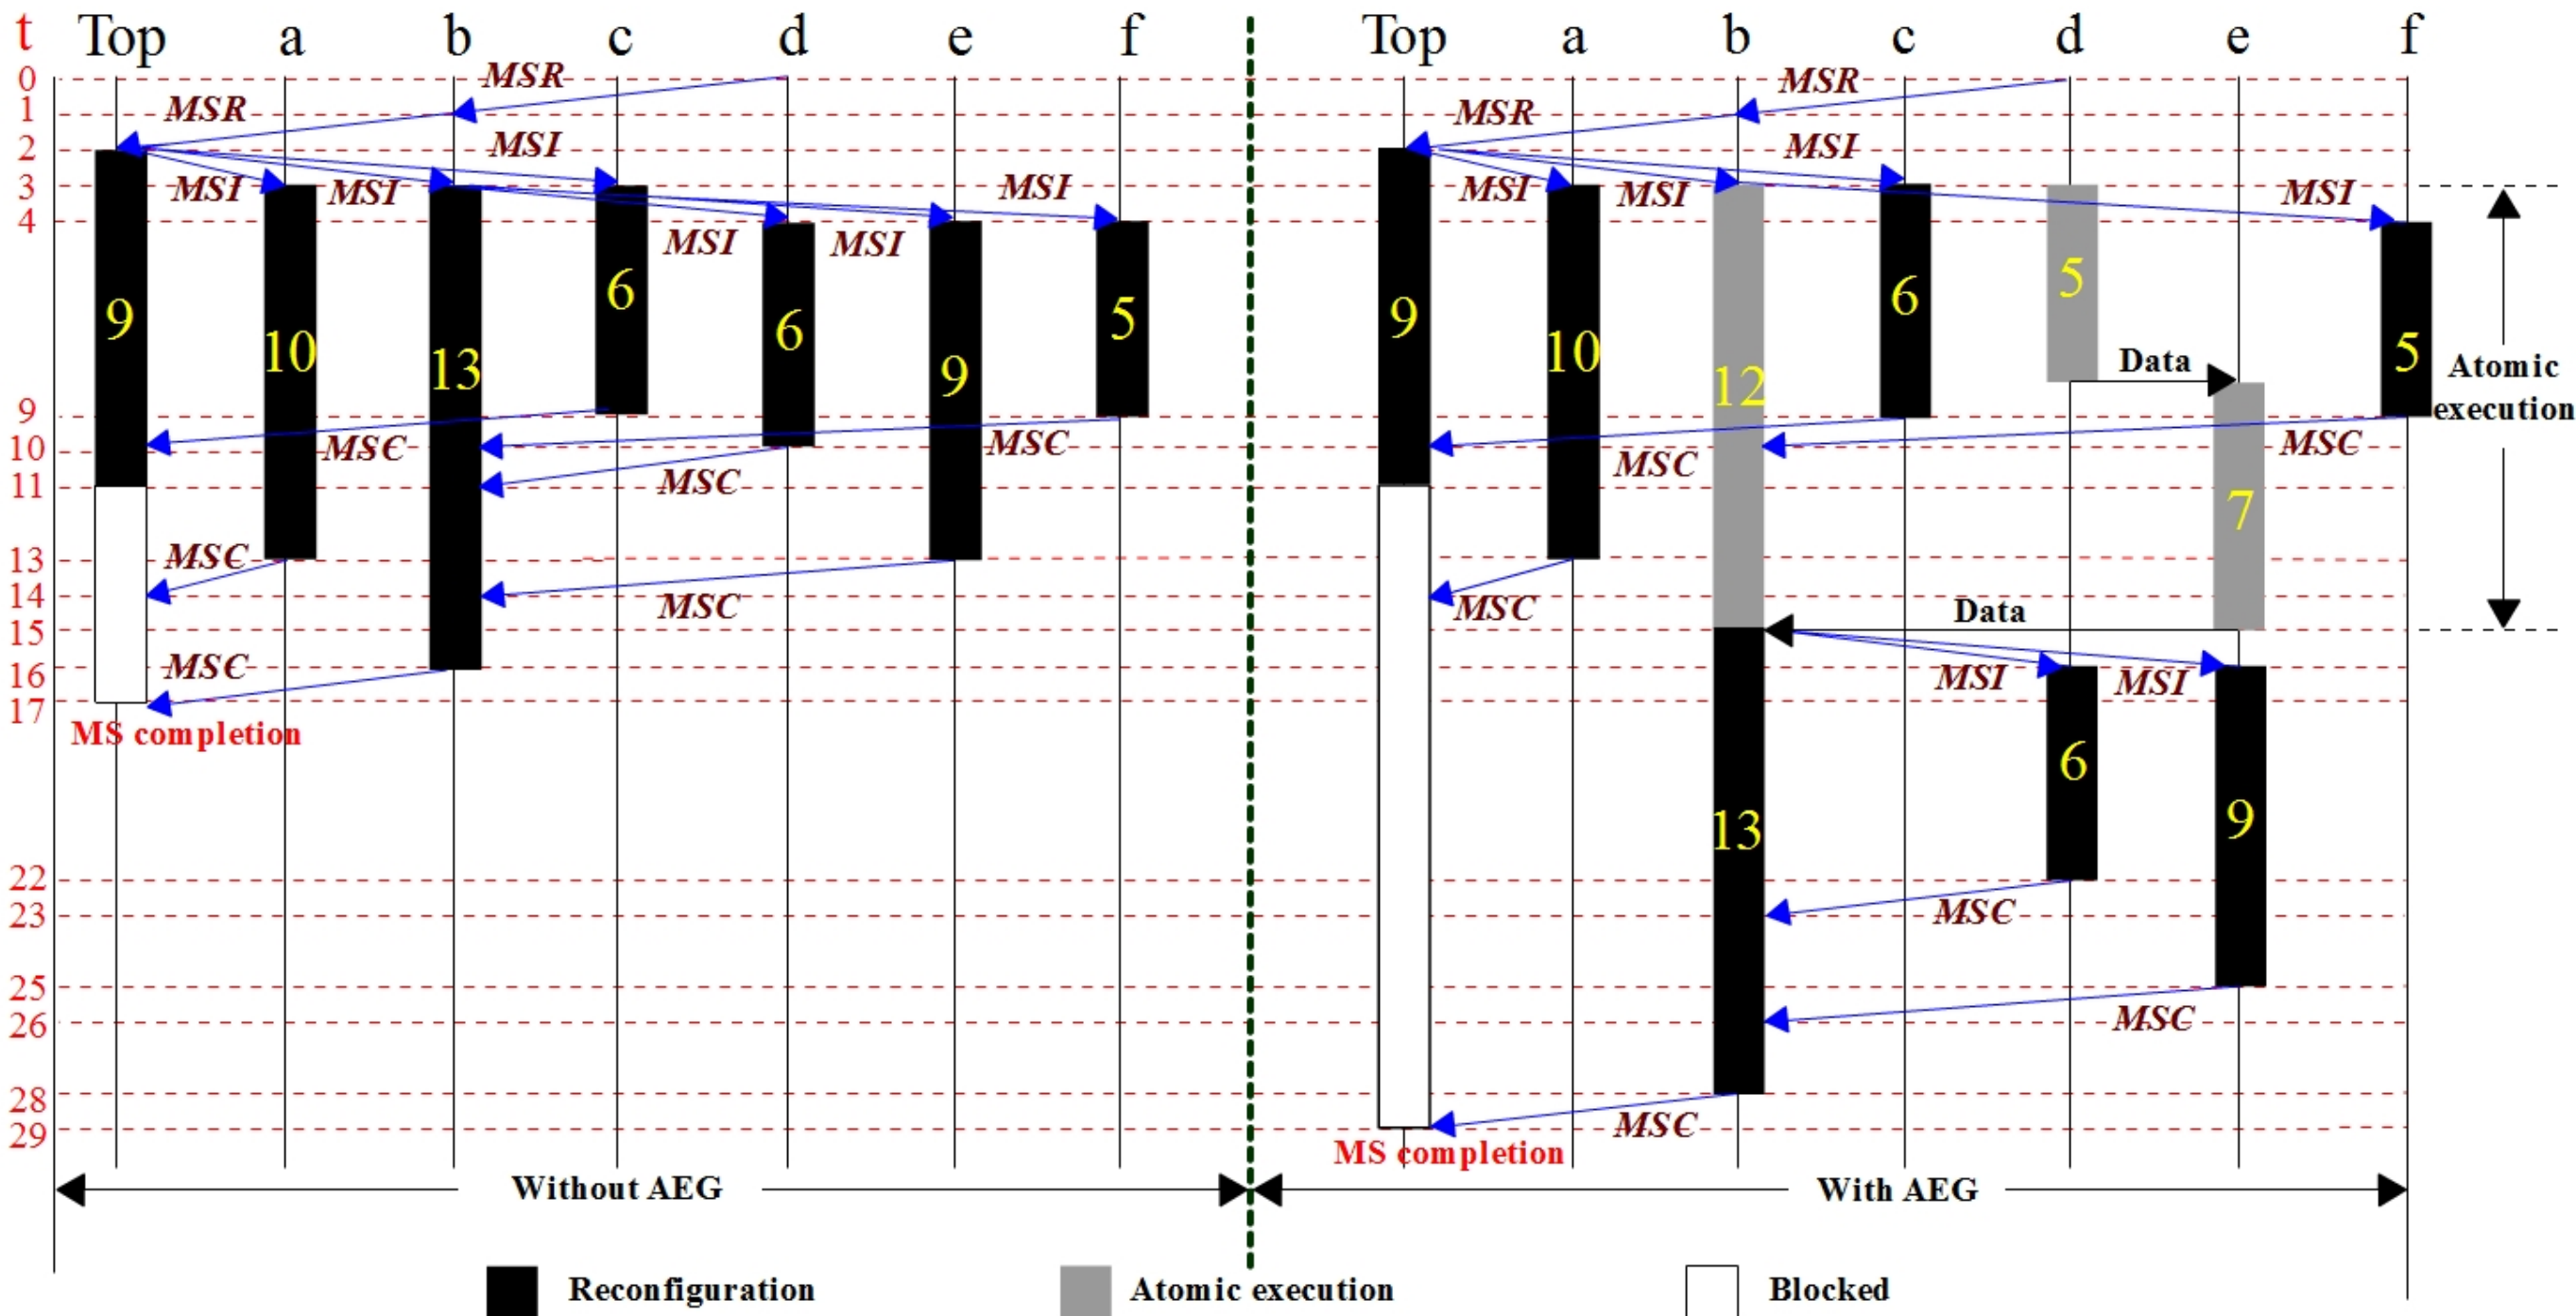 t Top a b c d e f Top a b c d e f
0 MSR MSR
1 MSR MSR
2 MSI MSI
3 MSI MSI MSI MSI MSI MSI
4 MSI MSI
9 10 13 6 6 9 5 9 10 12 6 5 5
Data Atomic
execution
9
10 MSC MSC MSC MSC
11 MSC 7
13 MSC
14 MSC MSC
15 Data
16 MSC MSI MSI
17
MS completion
6 9
13
22
23 MSC
25
26 MSC
28
29 MSC
MS completion
Without AEG With AEG
Reconfiguration Atomic execution Blocked